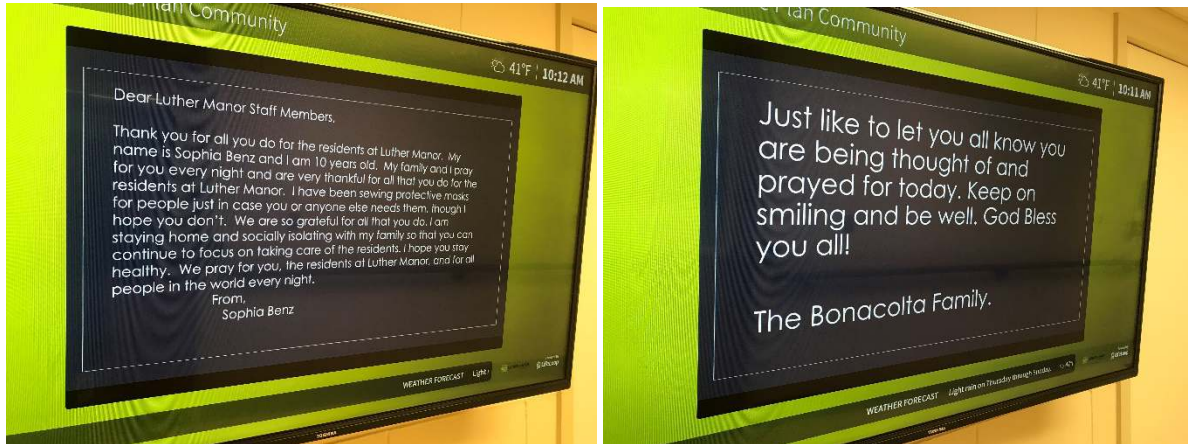 Plan Community
41°F | 10:12 AM
Dear Luther Manor Staff Members,
Thank you for all you do for the residents at Luther Manor. My
name is Sophia Benz and I am 10 years old. My family and I pray
for you every night and are very thankful for all that you do for the
residents at Luther Manor. I have been sewing protective masks
for people just in case you or anyone else needs them, though I
hope you don't. We are so grateful for all that you do. I am
staying home and socially isolating with my family so that you can
continue to focus on taking care of the residents. I hope you stay
healthy. We pray for you, the residents at Luther Manor, and for all
people in the world every night.
From,
Sophia Benz
WEATHER FORECAST Light
TOSHIBA
Plan Community
41°F | 10:11 AM
Just like to let you all know you
are being thought of and
prayed for today. Keep on
smiling and be well. God Bless
you all!
The Bonacolta Family.
WEATHER FORECAST Light rain on Thursday through Sunday,
TOSHIBA